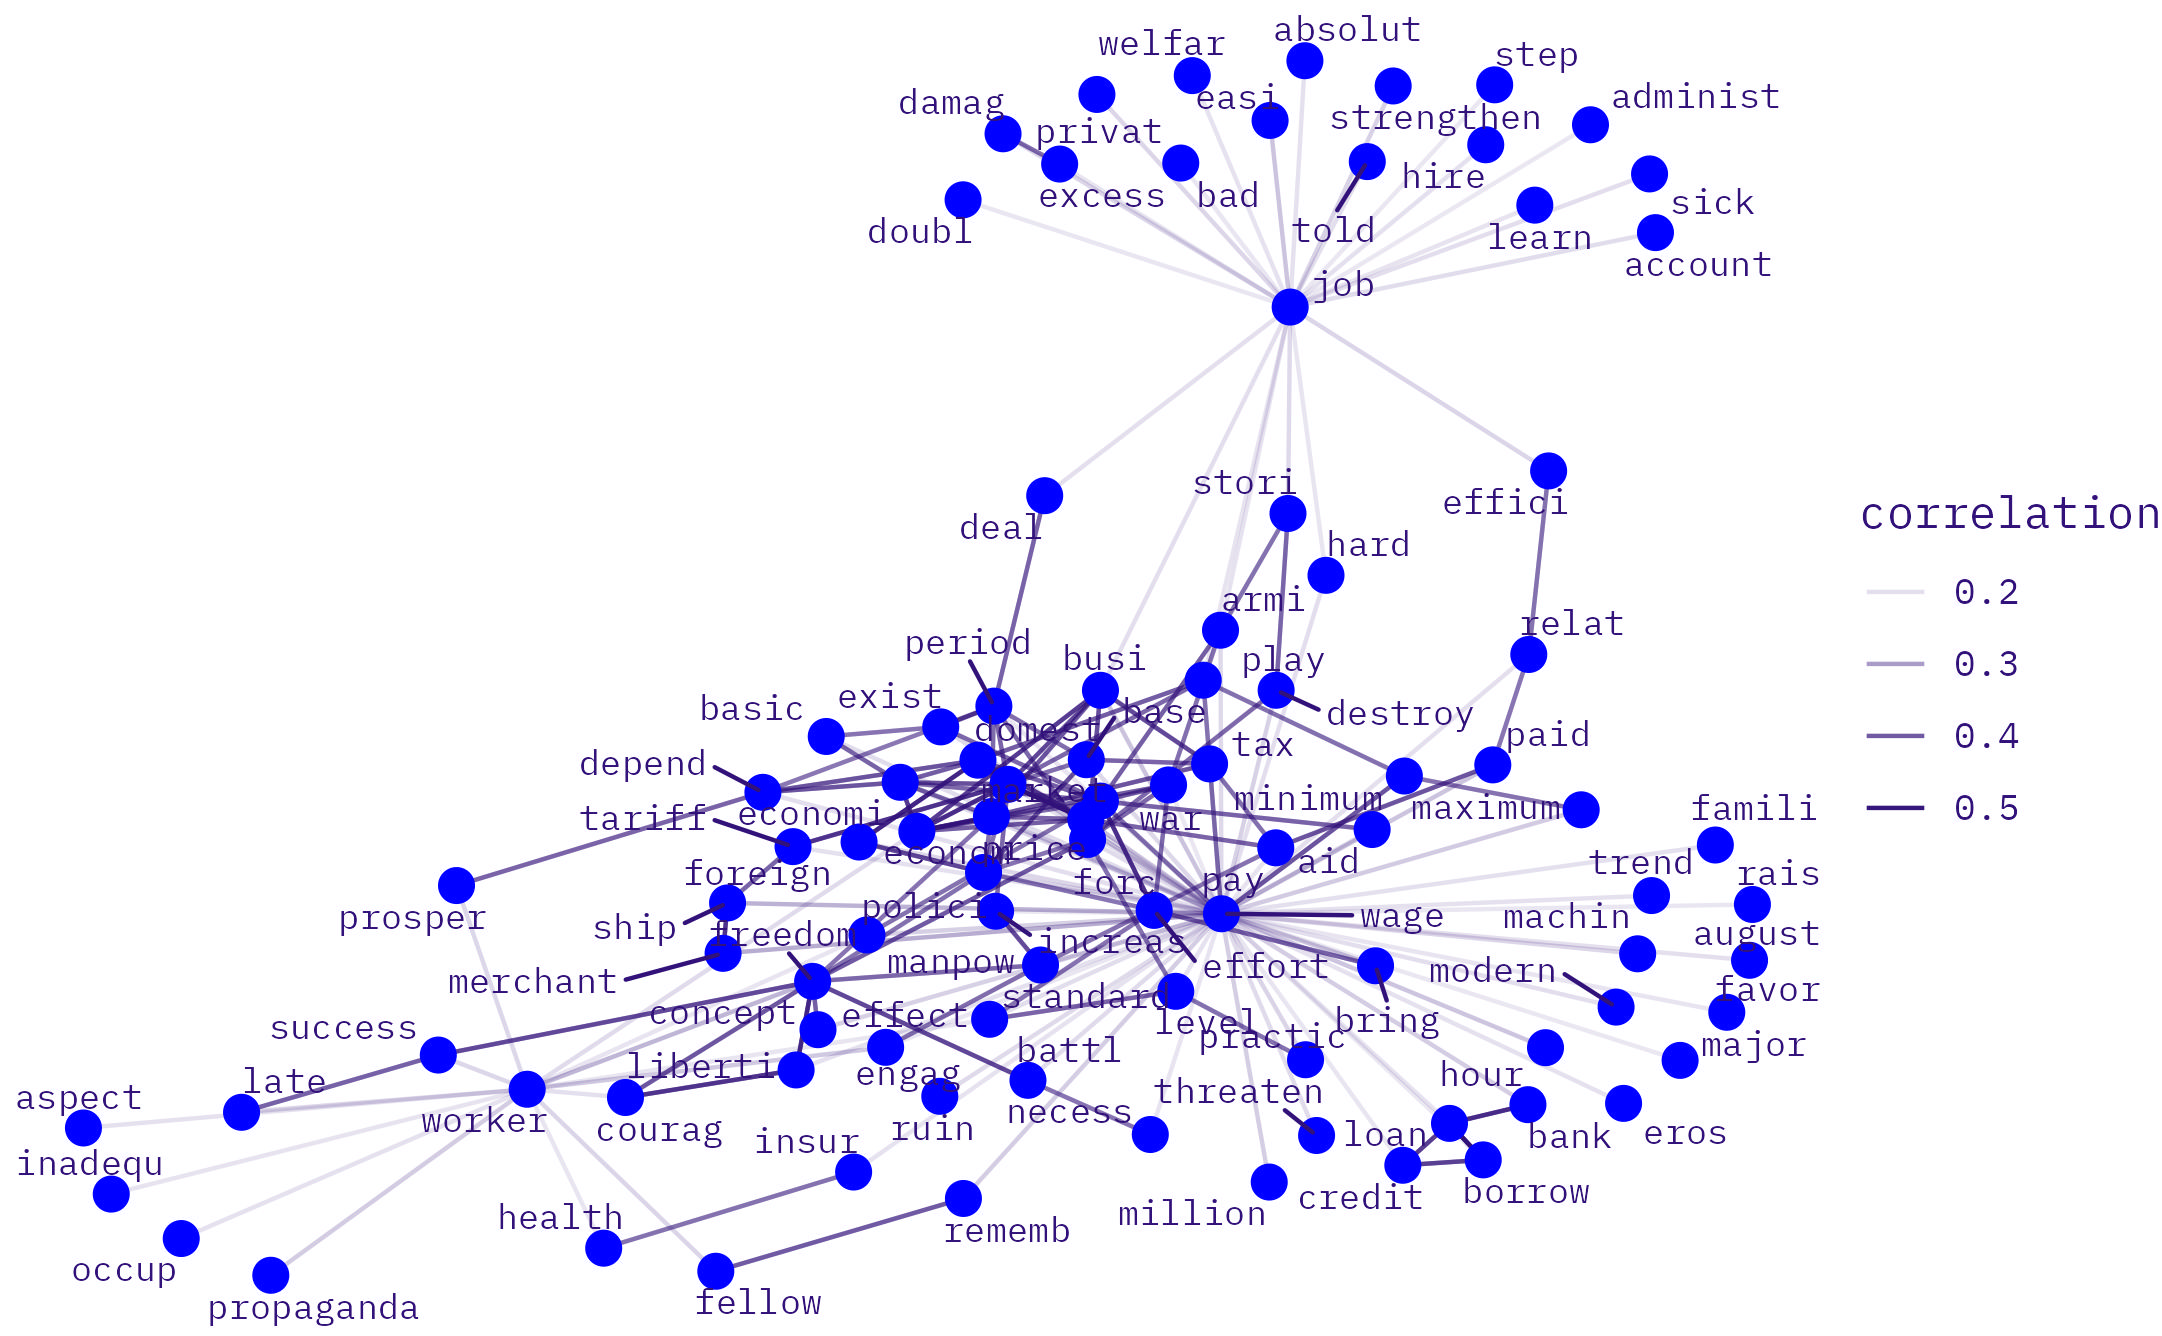 absolut
welfar
step
easi
administ
damag
strengthen
privat
hire
excess
bad
sick
told
doubl
learn
account
job
stori
effici
correlation
deal
hard
0.2
armi
relat
period
busi
play
0.3
exist
basic
base
destroy
domest
tax
paid
0.4
depend
market
minimum
maximum
famili
0.5
economi
tariff
war
econom
price
aid
trend
foreign
forc
pay
rais
prosper
ship
polici
wage
machin
freedom
increas
august
merchant
manpow
effort
modern
standard
favor
success
concept
effect
level
practic
bring
major
late
liberti
engag
battl
hour
aspect
worker
courag
ruin
necess
threaten
loan
bank
eros
inadequ
insur
health
rememb
million
credit
borrow
occup
propaganda
fellow